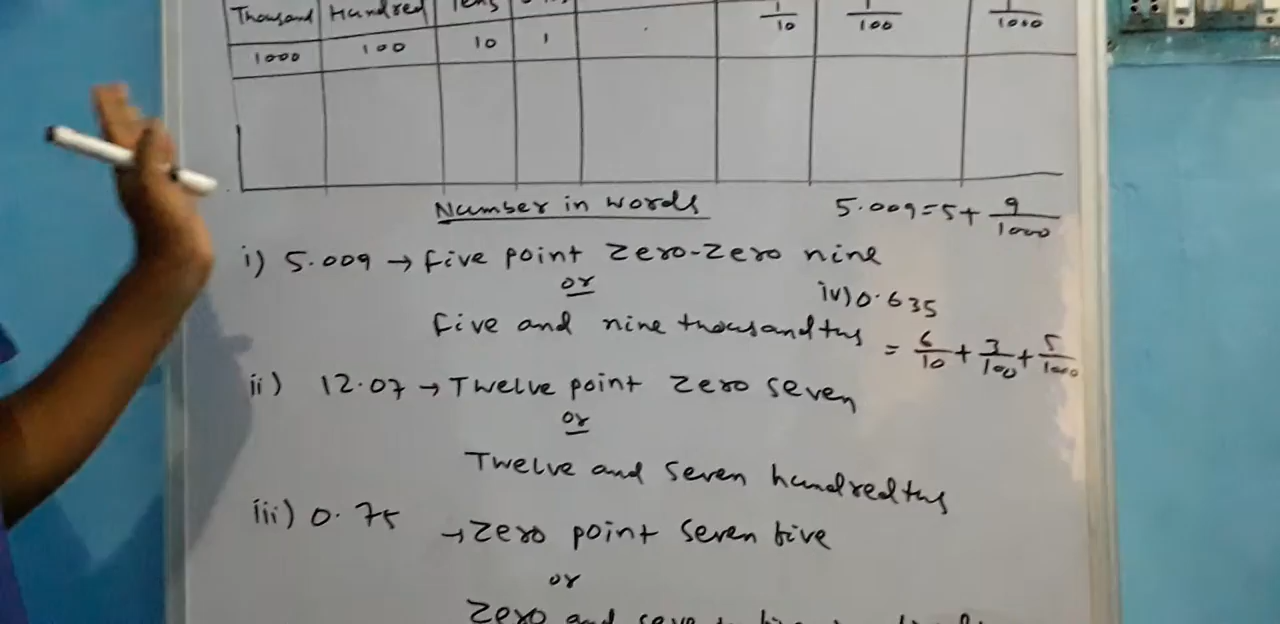 Thousand Hundred Tens 1/10 1/100 1/1000
1000 100 10 1
Number in words
5.009=5+ 9/1000
i) 5.009 → five point zero-zero nine
or
iv) 0.635
five and nine thousandths
= 6/10 + 3/100 + 5/1000
ii) 12.07 → Twelve point zero seven
or
Twelve and seven hundredths
iii) 0.75 → zero point seven five
or
zero and